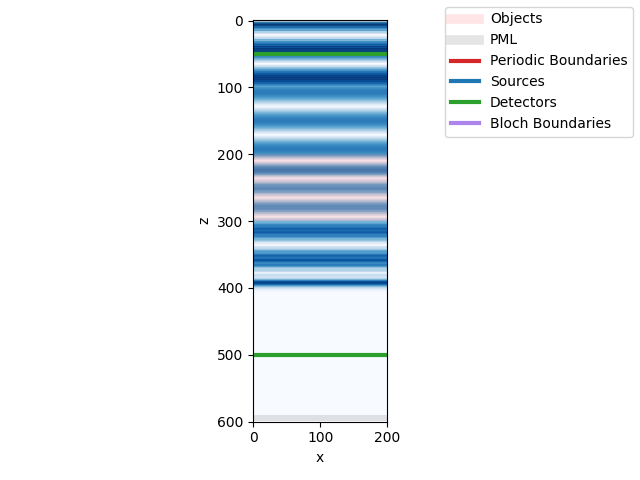 Objects
PML
Periodic Boundaries
Sources
Detectors
Bloch Boundaries
0
100
200
300
400
500
600
z
0
100
200
x